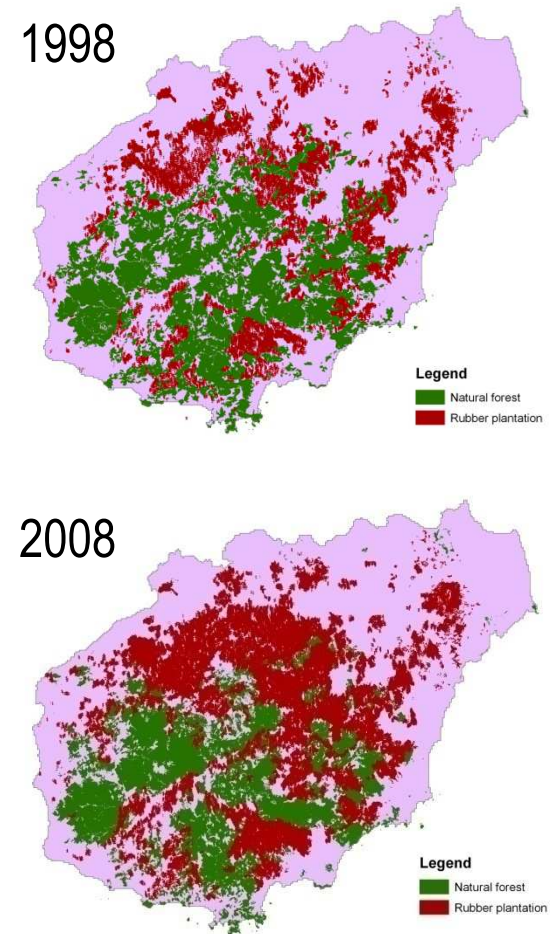 1998
Legend
Natural forest
Rubber plantation
2008
Legend
Natural forest
Rubber plantation